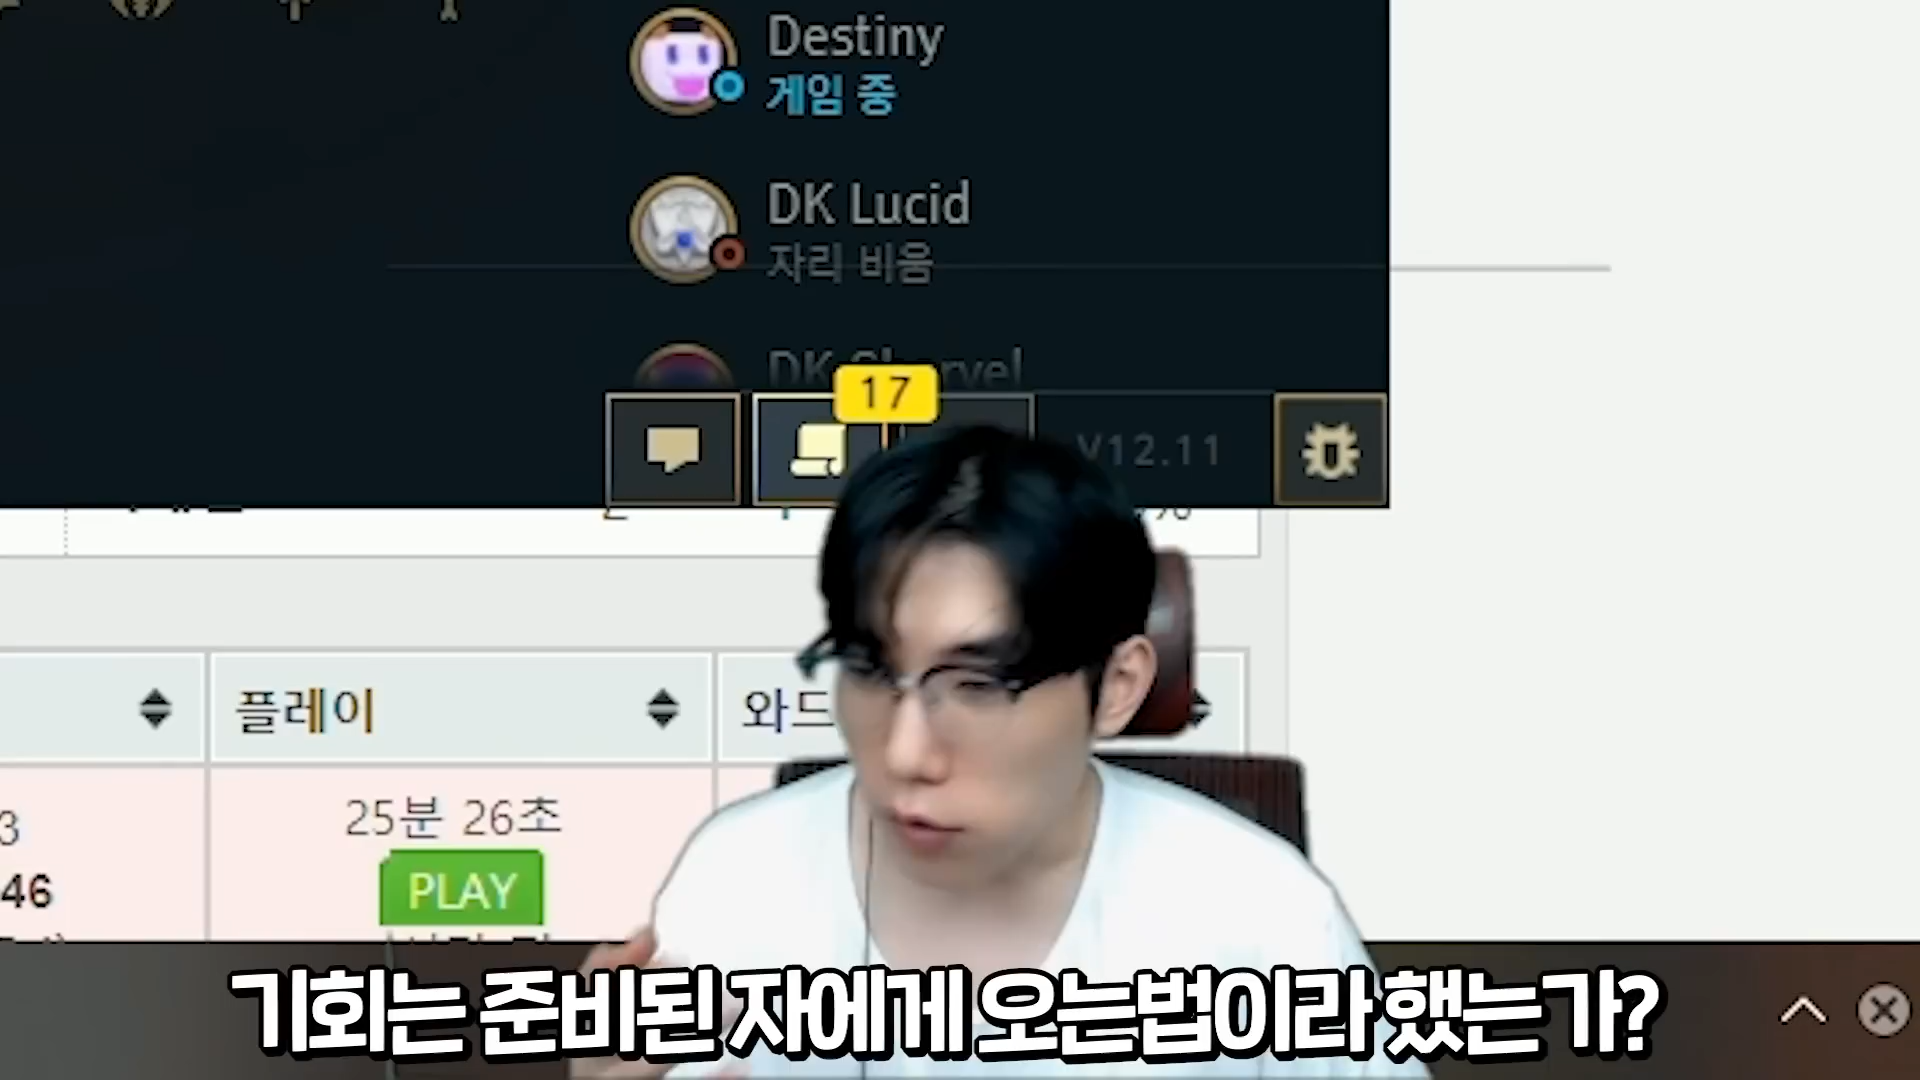 Destiny
게임 중
DK Lucid
자리 비움
DK
17
V12.11
플레이
와드
25분 26초
3
46
PLAY
기회는 준비된 자에게 오는법이라 했는가?